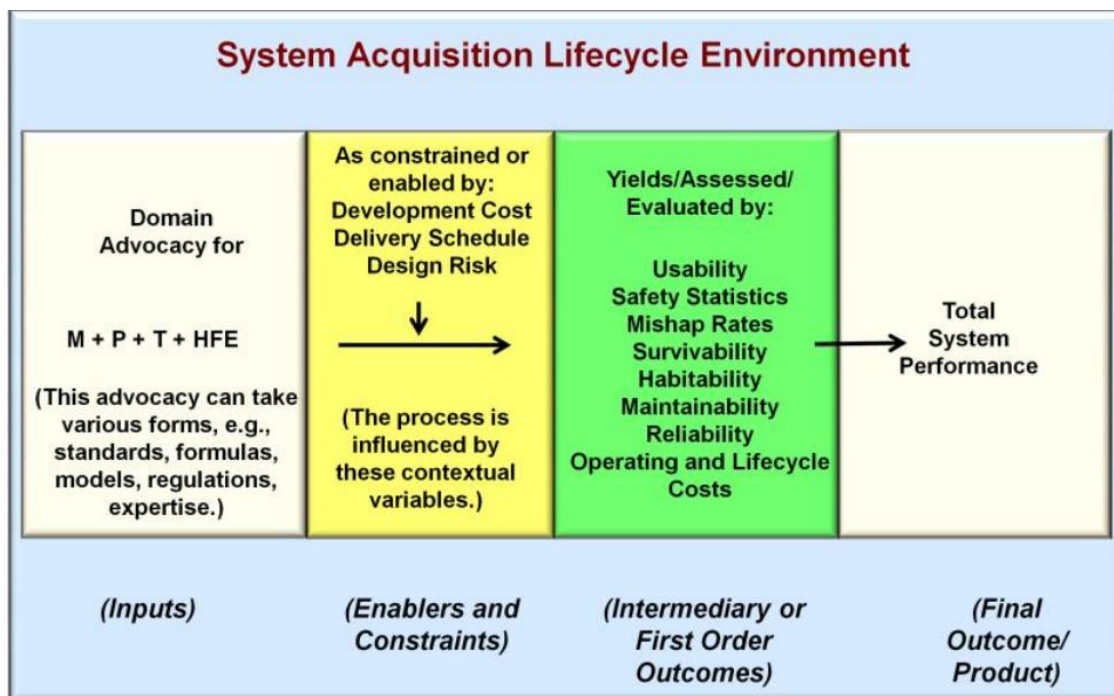 System Acquisition Lifecycle Environment
Domain
Advocacy for
M + P + T + HFE
(This advocacy can take
various forms, e.g.,
standards, formulas,
models, regulations,
expertise.)
As constrained or
enabled by:
Development Cost
Delivery Schedule
Design Risk
(The process is
influenced by
these contextual
variables.)
Yields/Assessed/
Evaluated by:
Usability
Safety Statistics
Mishap Rates
Survivability
Habitability
Maintainability
Reliability
Operating and Lifecycle
Costs
Total
System
Performance
(Inputs)
(Enablers and
Constraints)
(Intermediary or
First Order
Outcomes)
(Final
Outcome/
Product)